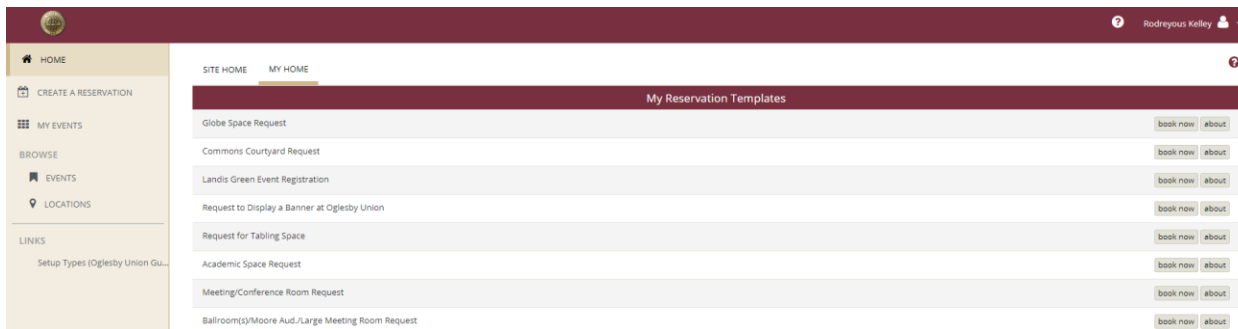 Rodreyous Kelley
HOME
CREATE A RESERVATION
MY EVENTS
BROWSE
EVENTS
LOCATIONS
LINKS
Setup Types (Oglesby Union Gu...
SITE HOME MY HOME
My Reservation Templates
Globe Space Request book now about
Commons Courtyard Request book now about
Landis Green Event Registration book now about
Request to Display a Banner at Oglesby Union book now about
Request for Tabling Space book now about
Academic Space Request book now about
Meeting/Conference Room Request book now about
Ballroom(s)/Moore Aud./Large Meeting Room Request book now about